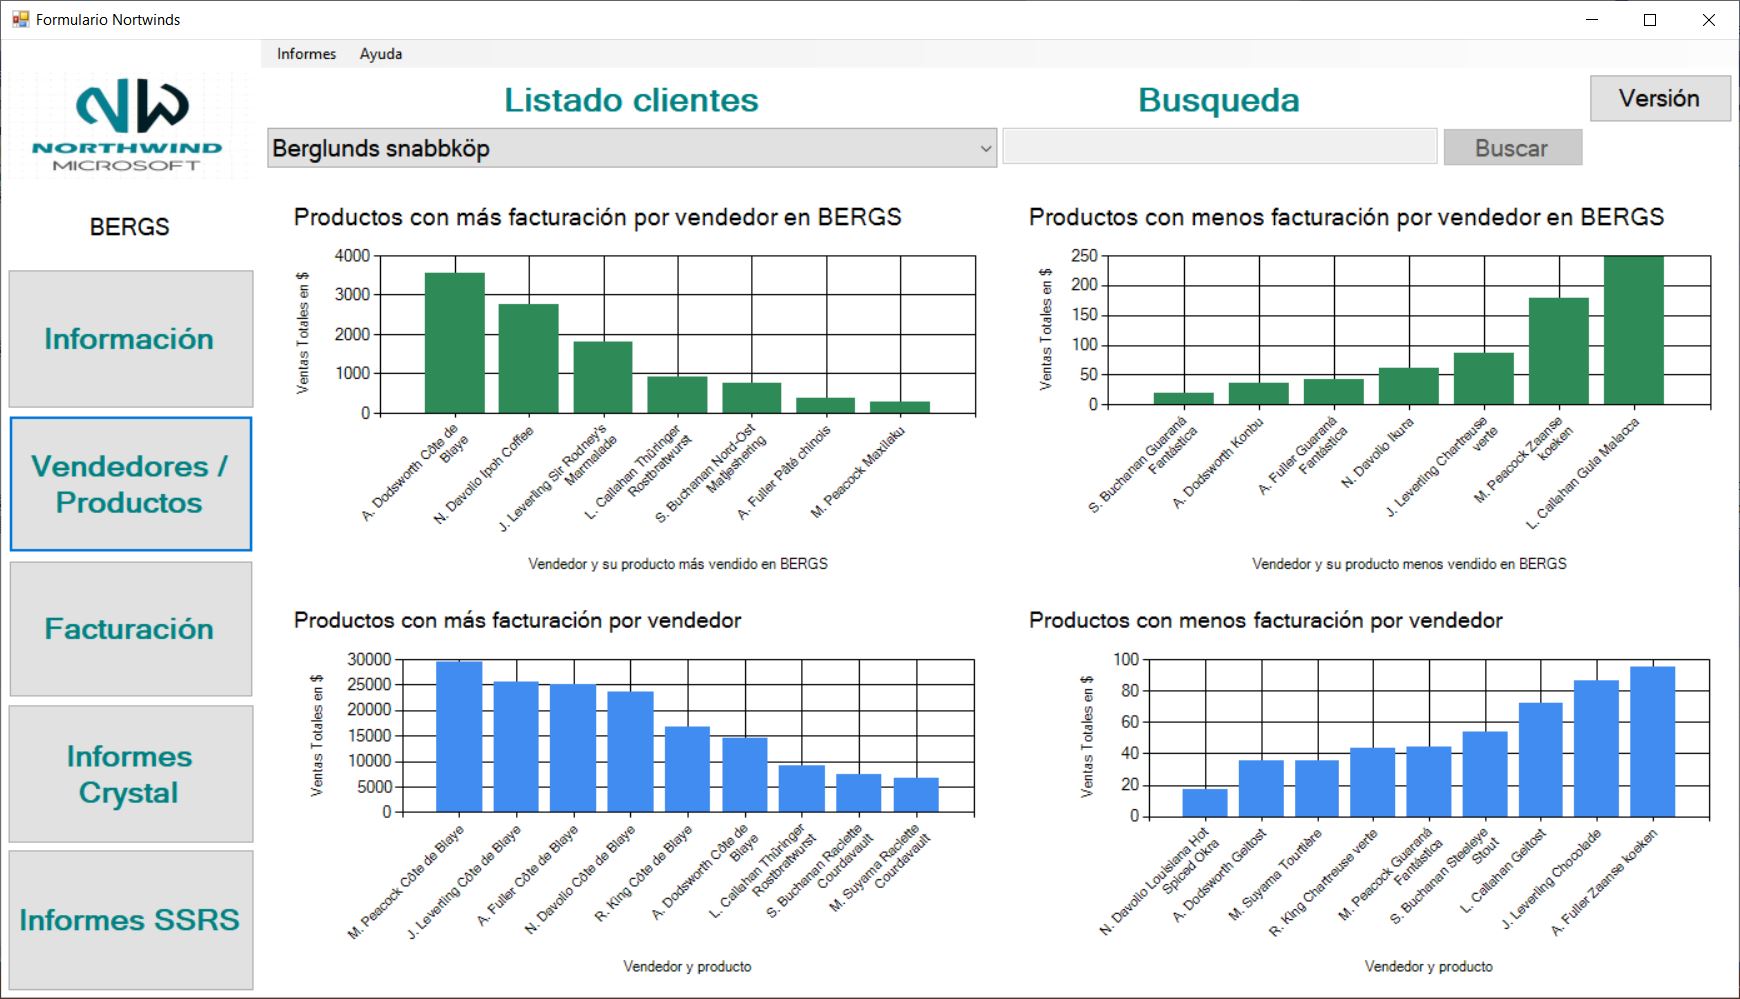 Formulario Nortwinds
Informes Ayuda
NW
NORTHWIND
MICROSOFT
Listado clientes
Busqueda
Versión
Berglunds snabbköp
Buscar
BERGS
Información
Vendedores /
Productos
Facturación
Informes
Crystal
Informes SSRS
Productos con más facturación por vendedor en BERGS
Ventas Totales en $
4000
3000
2000
1000
0
A. Dodsworth Côte de
Blaye
N. Davolio Ipoh Coffee
J. Leverling Sir Rodney's
Marmalade
L. Callahan Thüringer
Rostbratwurst
S. Buchanan Nord-Ost
Matjeshering
A. Fuller Pâté chinois
M. Peacock Maxilaku
Vendedor y su producto más vendido en BERGS
Productos con menos facturación por vendedor en BERGS
Ventas Totales en $
250
200
150
100
50
0
S. Buchanan Guaraná
Fantástica
A. Dodsworth Konbu
A. Fuller Guaraná
Fantástica
N. Davolio Ikura
J. Leverling Chartreuse
verte
M. Peacock Zaanse
koeken
L. Callahan Gula Malacca
Vendedor y su producto menos vendido en BERGS
Productos con más facturación por vendedor
Ventas Totales en $
30000
25000
20000
15000
10000
5000
0
M. Peacock Côte de Blaye
J. Leverling Côte de Blaye
A. Fuller Côte de Blaye
N. Davolio Côte de Blaye
R. King Côte de Blaye
A. Dodsworth Côte de
Blaye
L. Callahan Thüringer
Rostbratwurst
S. Buchanan Raclette
Courdavault
M. Suyama Raclette
Courdavault
Vendedor y producto
Productos con menos facturación por vendedor
Ventas Totales en $
100
80
60
40
20
0
N. Davolio Louisiana Hot
Spiced Okra
A. Dodsworth Geitost
M. Suyama Tourtière
R. King Chartreuse verte
M. Peacock Guaraná
Fantástica
S. Buchanan Steeleye
Stout
L. Callahan Geitost
J. Leverling Chocolade
A. Fuller Zaanse koeken
Vendedor y producto